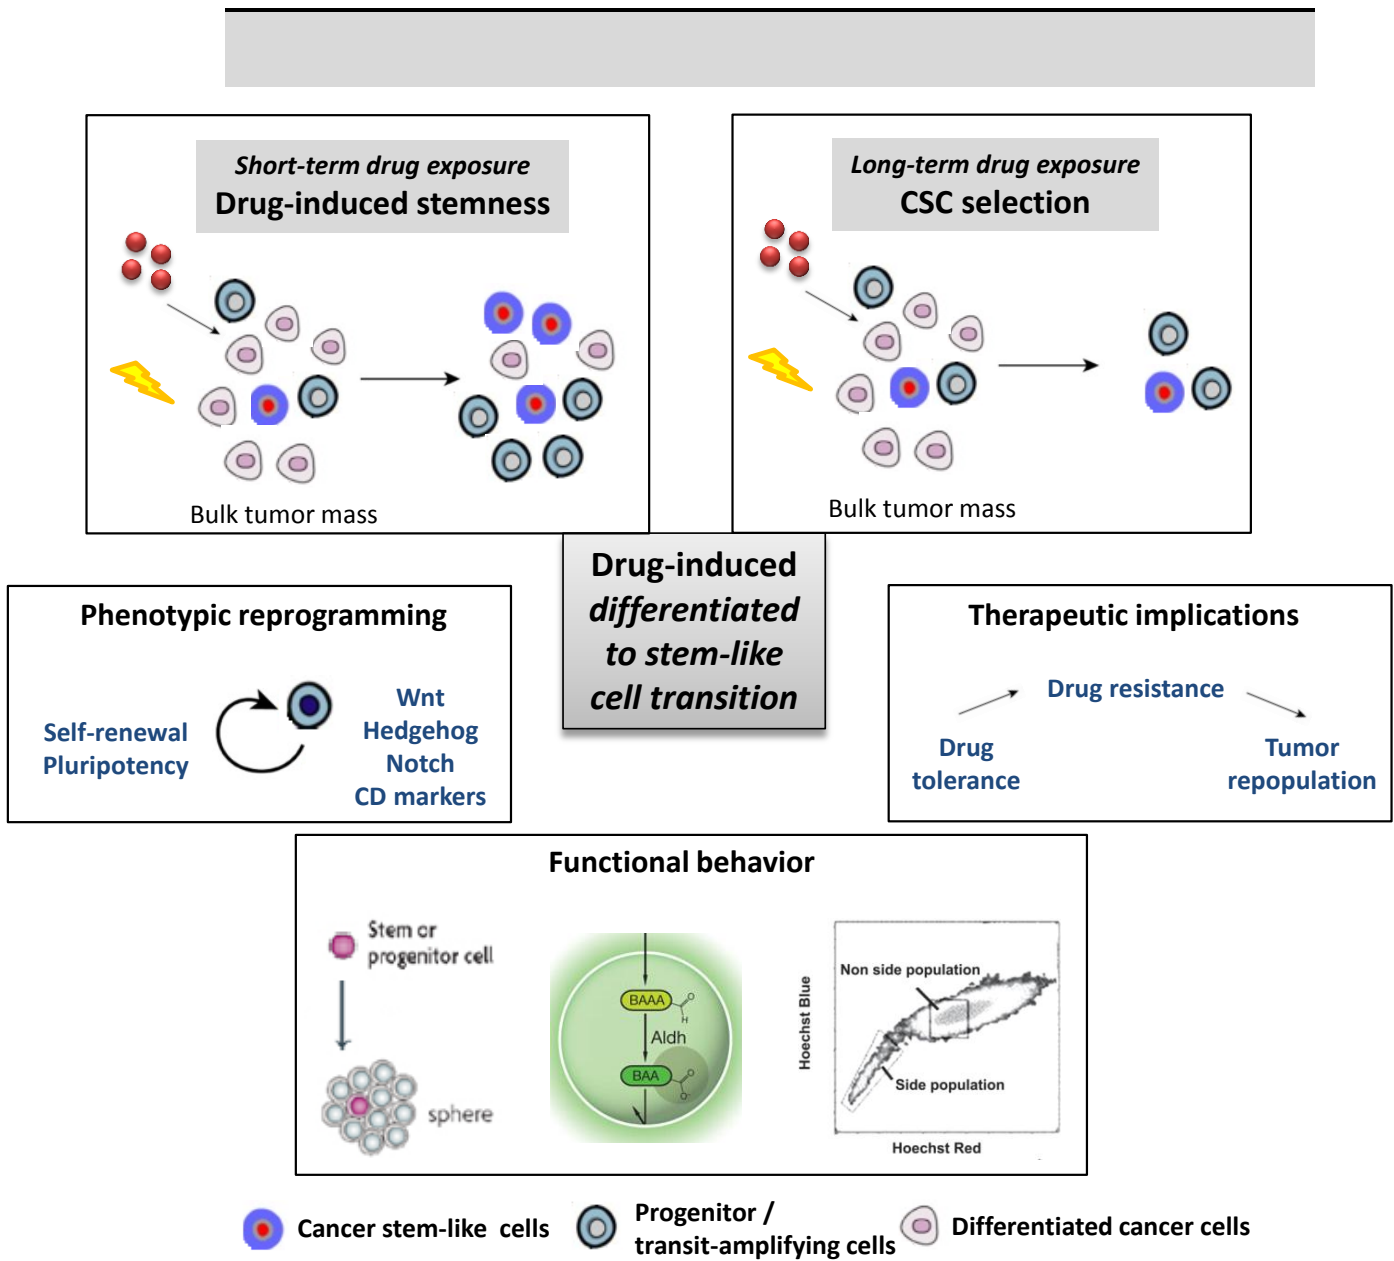 Short-term drug exposure
Drug-induced stemness
Bulk tumor mass
Long-term drug exposure
CSC selection
Bulk tumor mass
Drug-induced
differentiated
to stem-like
cell transition
Phenotypic reprogramming
Self-renewal
Pluripotency
Wnt
Hedgehog
Notch
CD markers
Therapeutic implications
Drug resistance
Drug
tolerance
Tumor
repopulation
Functional behavior
Stem or
progenitor cell
sphere
BAAA
O
H
Aldh
BAA
O
O-
Hoechst Blue
Non side population
Side population
Hoechst Red
Cancer stem-like cells
Progenitor /
transit-amplifying cells
Differentiated cancer cells